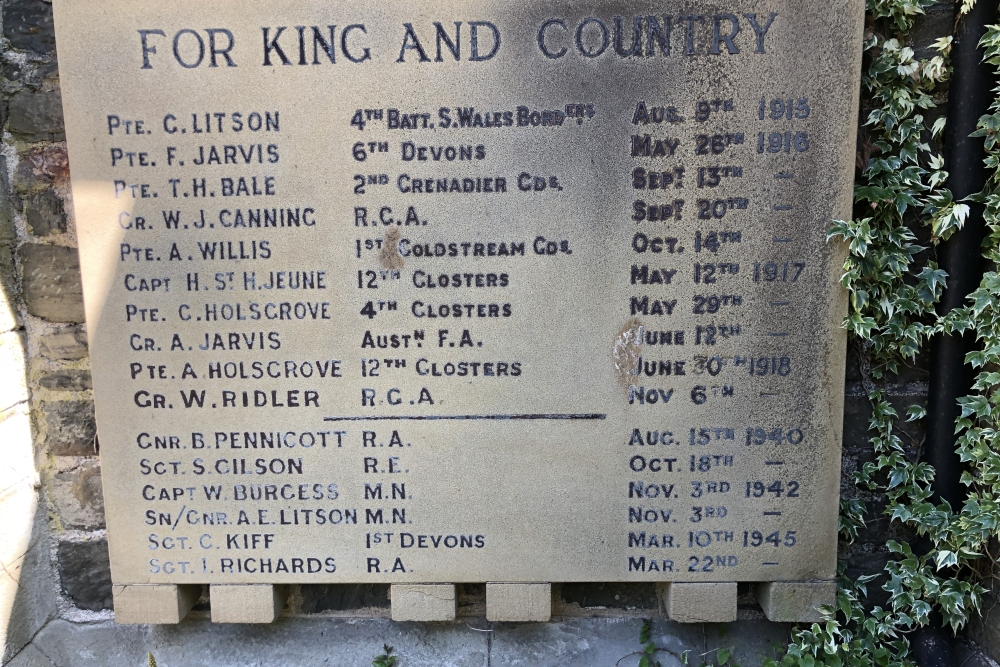 FOR KING AND COUNTRY
PTE. C. LITSON 4TH BATT. S. WALES BORDERS AUG. 9TH 1915
PTE. F. JARVIS 6TH DEVONS MAY 26TH 1916
PTE. T.H. BALE 2ND GRENADIER GDS. SEPT 13TH —
GR. W. J. CANNING R.G.A. SEPT 20TH —
PTE. A. WILLIS 1ST COLDSTREAM GDS. OCT. 14TH —
CAPT H. ST H. JEUNE 12TH GLOSTERS MAY 12TH 1917
PTE. C. HOLSGROVE 4TH GLOSTERS MAY 29TH —
GR. A. JARVIS AUSTN F.A. JUNE 12TH —
PTE. A. HOLSGROVE 12TH GLOSTERS JUNE 30TH 1918
GR. W. RIDLER R.G.A. NOV 6TH —
GNR. B. PENNICOTT R.A. AUG. 15TH 1940
SGT. S. GILSON R.E. OCT. 18TH —
CAPT W. BURGESS M.N. NOV. 3RD 1942
SN/GNR. A.E. LITSON M.N. NOV. 3RD —
SGT. C. KIFF 1ST DEVONS MAR. 10TH 1945
SGT. I. RICHARDS R.A. MAR. 22ND —